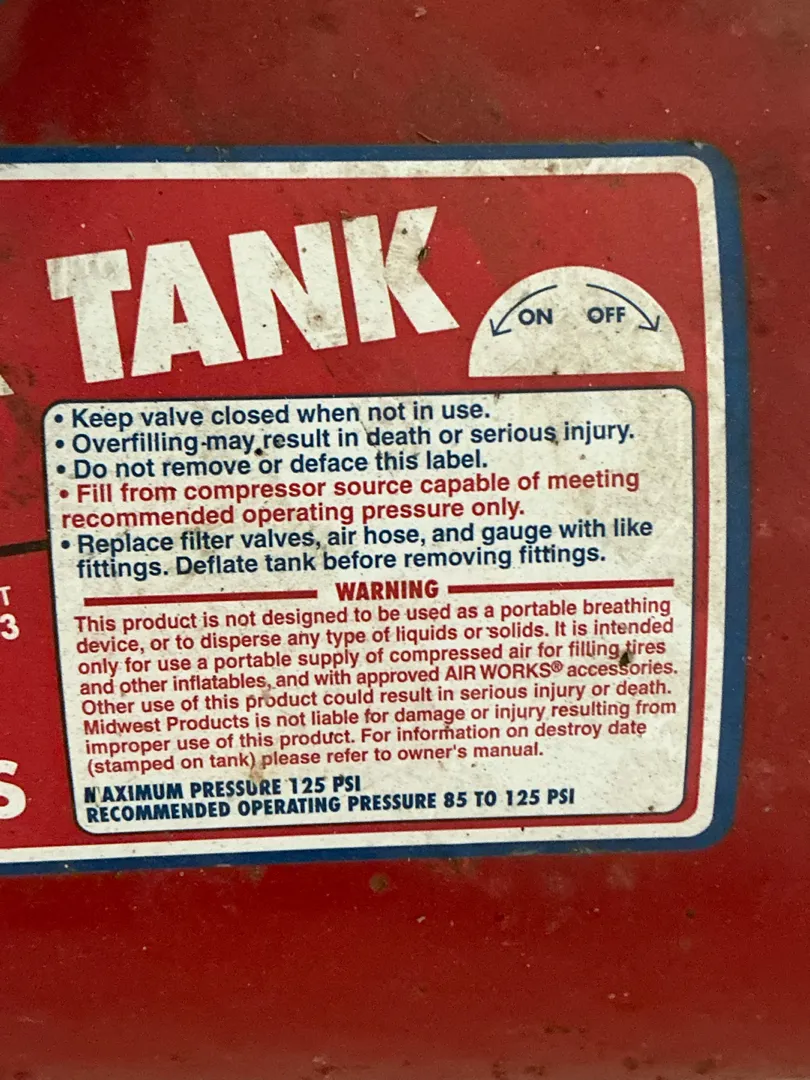 TANK
ON OFF
• Keep valve closed when not in use.
• Overfilling may result in death or serious injury.
• Do not remove or deface this label.
• Fill from compressor source capable of meeting
recommended operating pressure only.
• Replace filter valves, air hose, and gauge with like
fittings. Deflate tank before removing fittings.
WARNING
This product is not designed to be used as a portable breathing
device, or to disperse any type of liquids or solids. It is intended
only for use a portable supply of compressed air for filling tires
and other inflatables, and with approved AIR WORKS® accessories.
Other use of this product could result in serious injury or death.
Midwest Products is not liable for damage or injury resulting from
improper use of this product. For information on destroy date
(stamped on tank) please refer to owner's manual.
MAXIMUM PRESSURE 125 PSI
RECOMMENDED OPERATING PRESSURE 85 TO 125 PSI
T
3
S